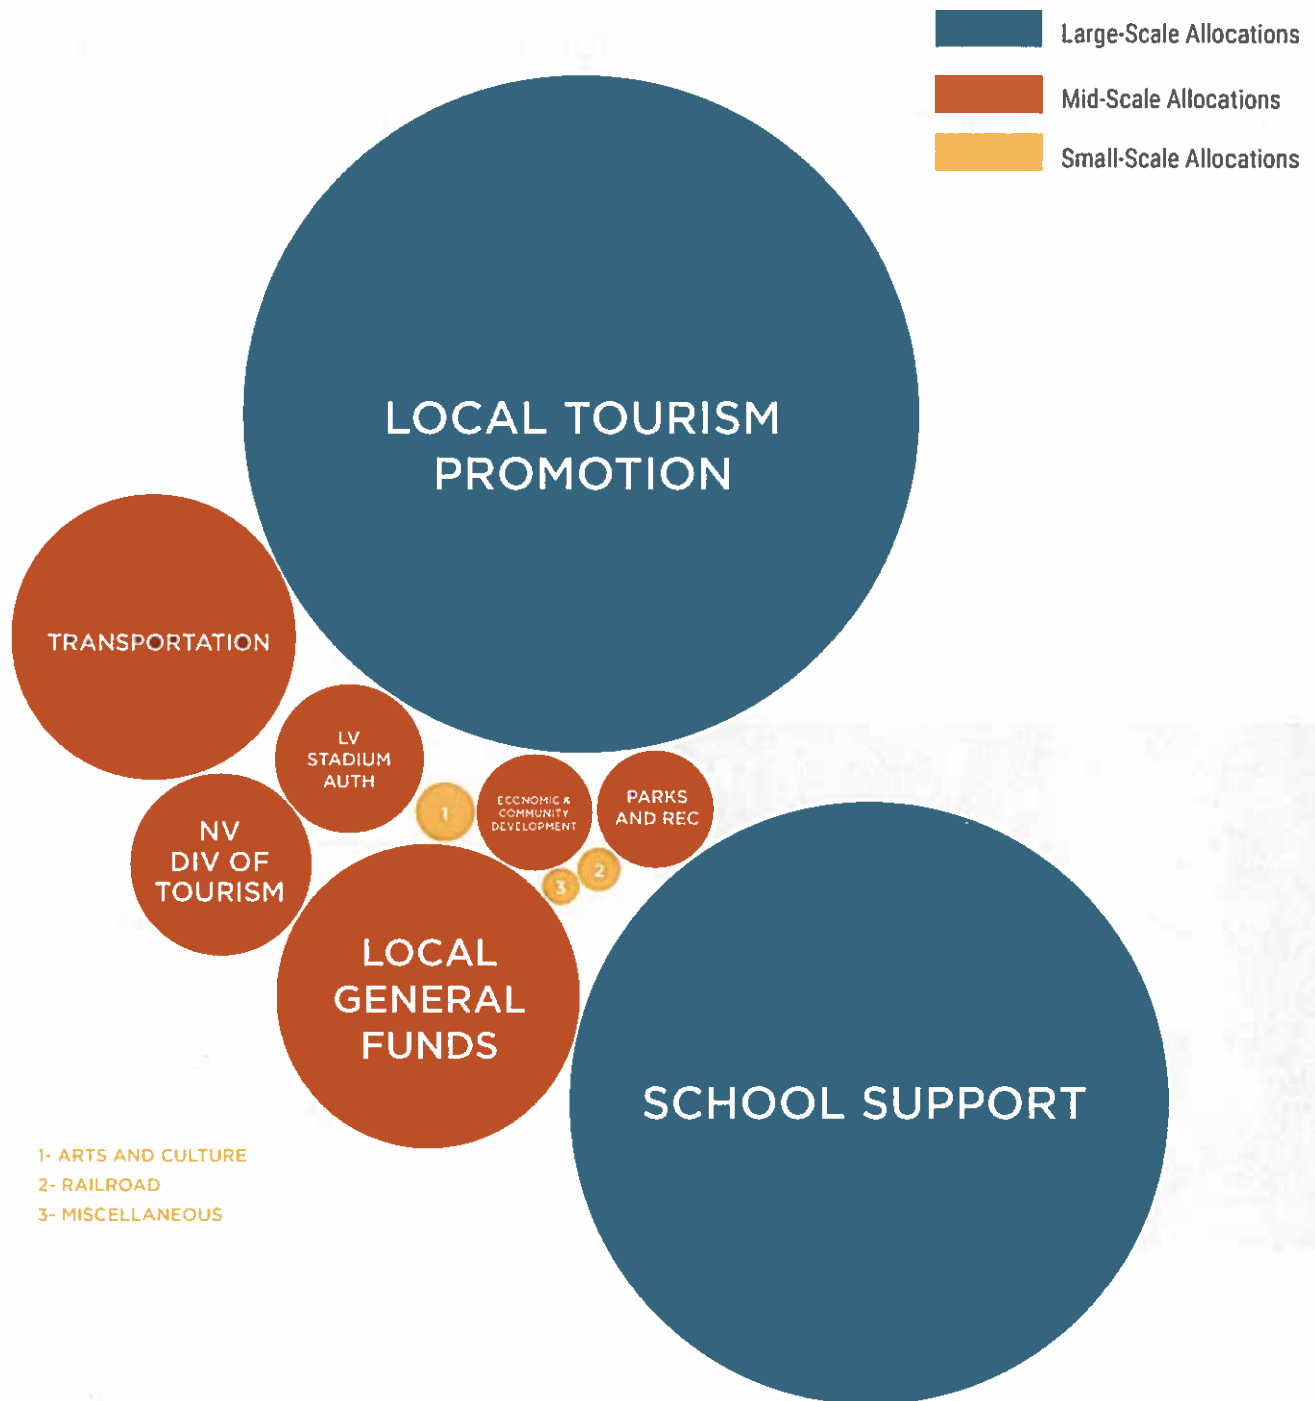 Large-Scale Allocations
Mid-Scale Allocations
Small-Scale Allocations
LOCAL TOURISM
PROMOTION
TRANSPORTATION
LV
STADIUM
AUTH
1
ECONOMIC &
COMMUNITY
DEVELOPMENT
PARKS
AND REC
NV
DIV OF
TOURISM
2
3
LOCAL
GENERAL
FUNDS
SCHOOL SUPPORT
1- ARTS AND CULTURE
2- RAILROAD
3- MISCELLANEOUS